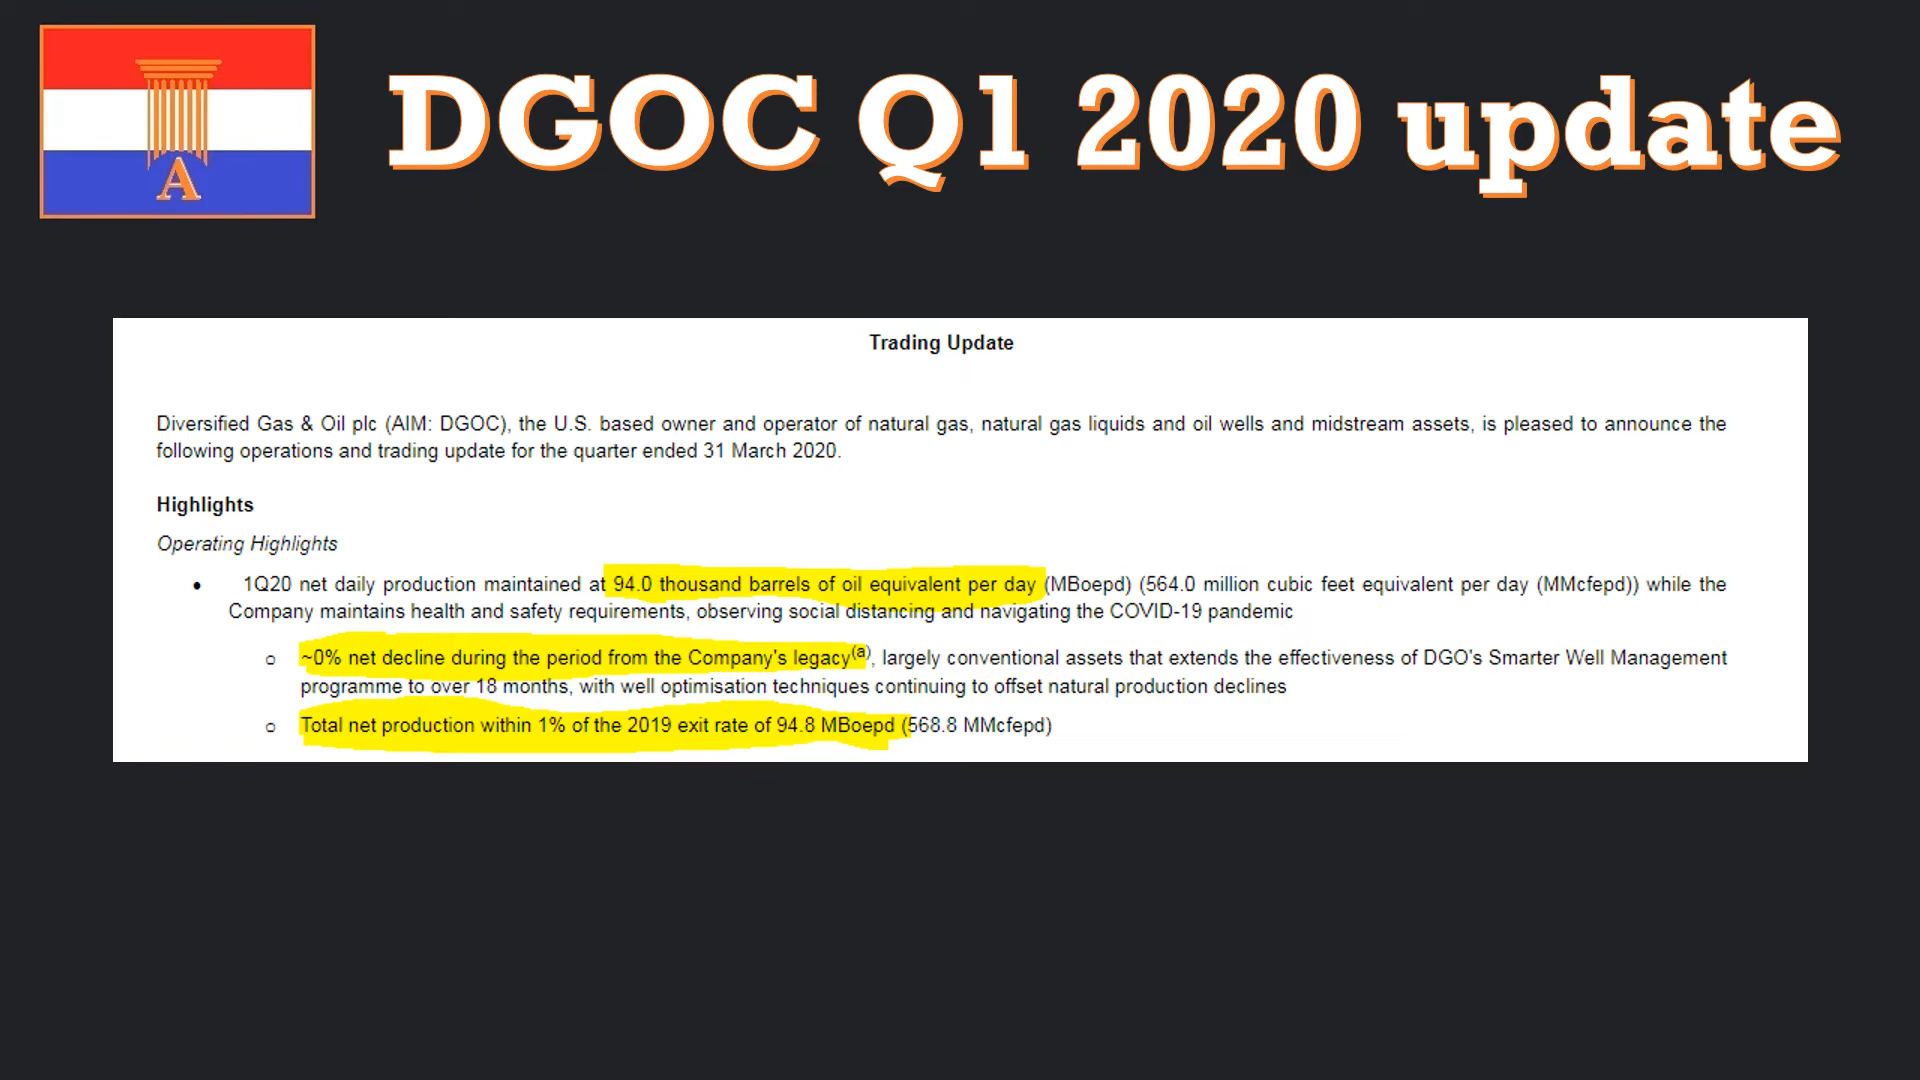 A
DGOC Q1 2020 update
Trading Update
Diversified Gas & Oil plc (AIM: DGOC), the U.S. based owner and operator of natural gas, natural gas liquids and oil wells and midstream assets, is pleased to announce the
following operations and trading update for the quarter ended 31 March 2020.
Highlights
Operating Highlights
• 1Q20 net daily production maintained at 94.0 thousand barrels of oil equivalent per day (MBoepd) (564.0 million cubic feet equivalent per day (MMcfepd)) while the
Company maintains health and safety requirements, observing social distancing and navigating the COVID-19 pandemic
o ~0% net decline during the period from the Company's legacy(a), largely conventional assets that extends the effectiveness of DGO's Smarter Well Management
programme to over 18 months, with well optimisation techniques continuing to offset natural production declines
o Total net production within 1% of the 2019 exit rate of 94.8 MBoepd (568.8 MMcfepd)